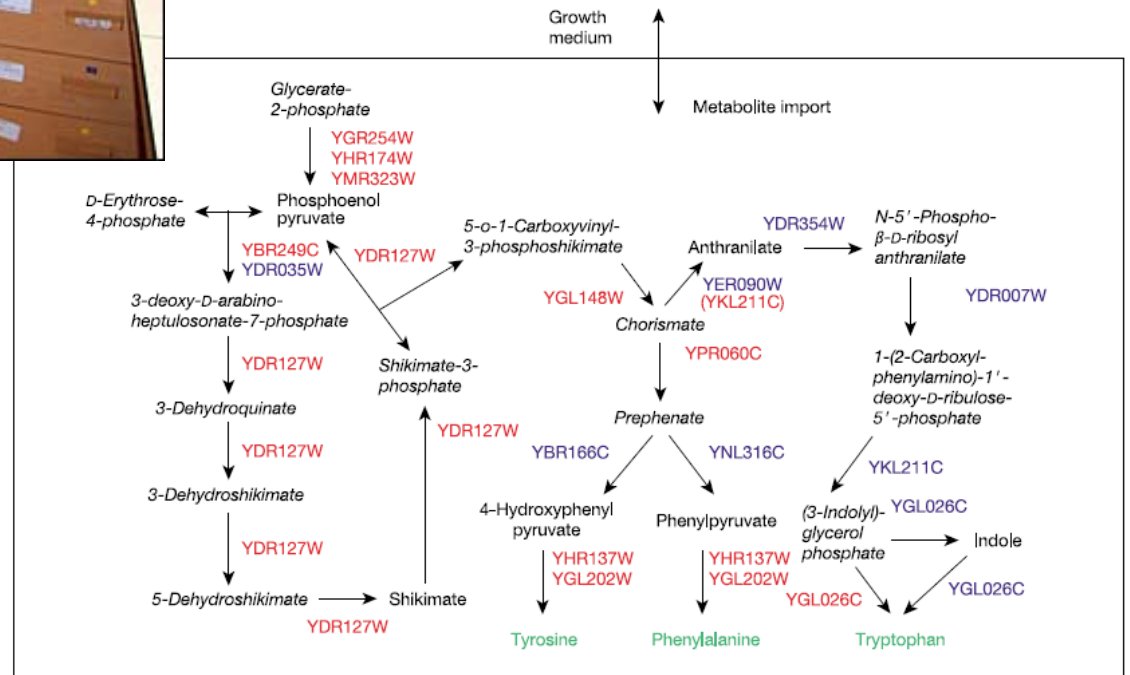 Growth
medium
Metabolite import
Glycerate-
2-phosphate
YGR254W
YHR174W
YMR323W
D-Erythrose-
4-phosphate
Phosphoenol
pyruvate
YBR249C
YDR035W
YDR127W
5-o-1-Carboxyvinyl-
3-phosphoshikimate
Anthranilate
YDR354W
N-5'-Phospho-
β-D-ribosyl
anthranilate
3-deoxy-D-arabino-
heptulosonate-7-phosphate
YGL148W
YER090W
(YKL211C)
YDR007W
Chorismate
YDR127W
Shikimate-3-
phosphate
YPR060C
1-(2-Carboxyl-
phenylamino)-1'-
deoxy-D-ribulose-
5'-phosphate
3-Dehydroquinate
YDR127W
Prephenate
YDR127W
YBR166C
YNL316C
YKL211C
3-Dehydroshikimate
4-Hydroxyphenyl
pyruvate
Phenylpyruvate
(3-Indolyl)-
glycerol
phosphate
YGL026C
Indole
YDR127W
YHR137W
YGL202W
YHR137W
YGL202W
YGL026C
YGL026C
5-Dehydroshikimate
Shikimate
YDR127W
Tyrosine
Phenylalanine
Tryptophan